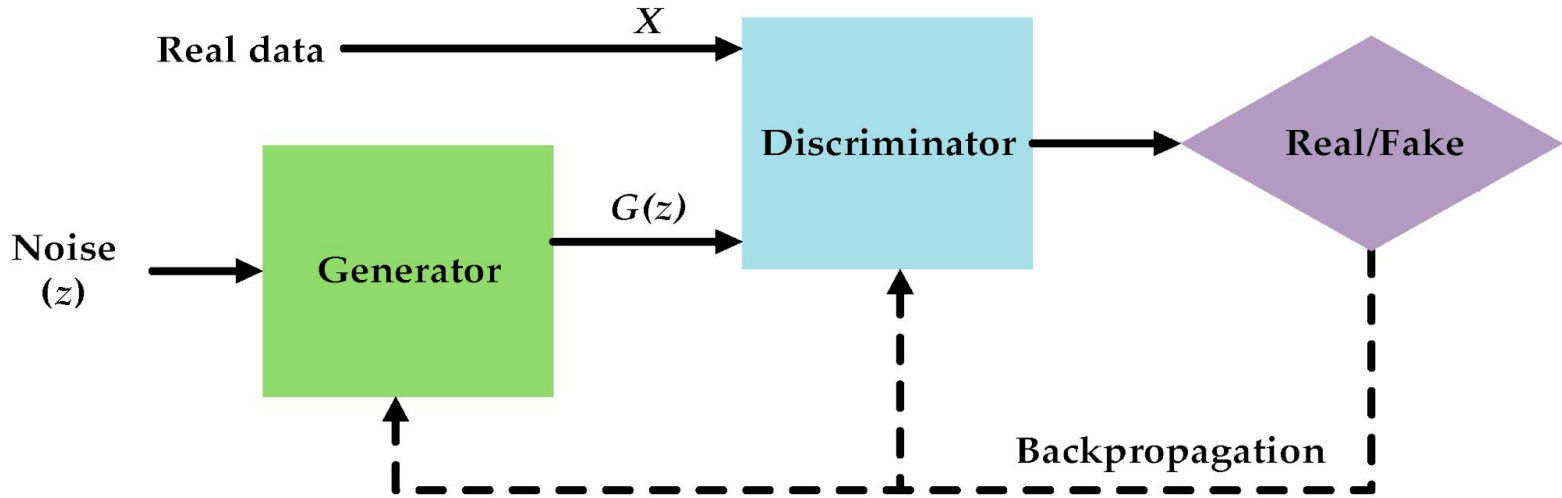 Real data
X
Discriminator
Real/Fake
G(z)
Noise
(z)
Generator
Backpropagation